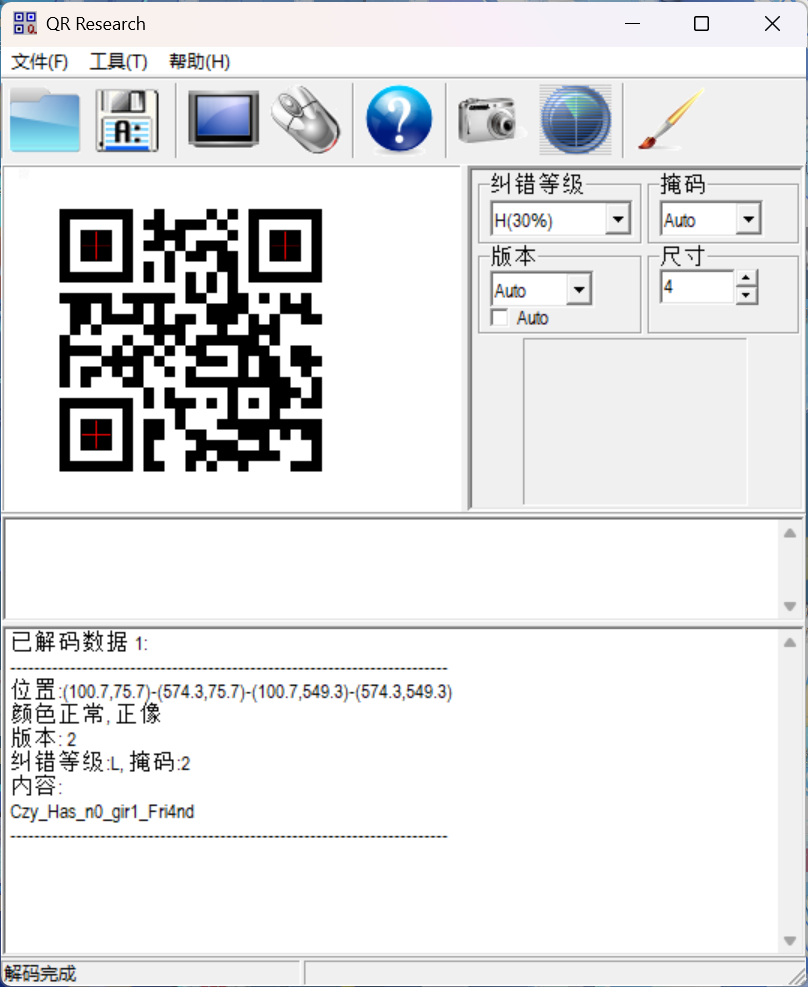 QR Research
文件(F) 工具(T) 帮助(H)
A:
纠错等级 掩码
H(30%) Auto
版本 尺寸
Auto 4
Auto
已解码数据 1:
--------------------------------------------------------------------------------
位置:(100.7,75.7)-(574.3,75.7)-(100.7,549.3)-(574.3,549.3)
颜色正常, 正像
版本: 2
纠错等级:L, 掩码:2
内容:
Czy_Has_n0_gir1_Fri4nd
--------------------------------------------------------------------------------
解码完成